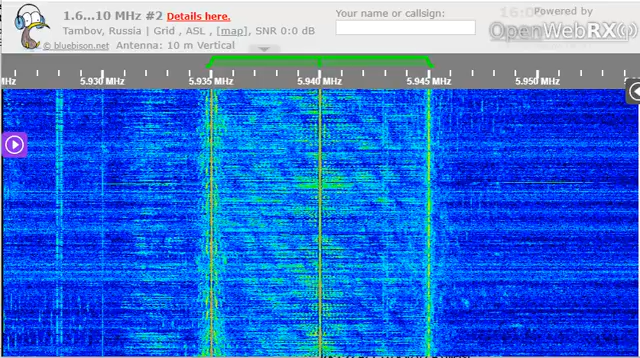 1.6...10 MHz #2 Details here.
Tambov, Russia | Grid , ASL , [map], SNR 0:0 dB
© bluebison.net Antenna: 10 m Vertical
Your name or callsign:
Powered by
OpenWebRX
MHz 5.930 MHz 5.935 MHz 5.940 MHz 5.945 MHz 5.950 MHz